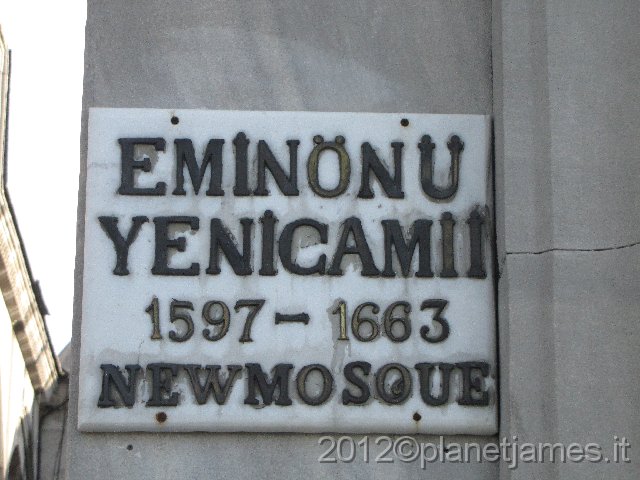 EMİNÖNÜ
YENİCAMİİ
1597-1663
NEWMOSQUE
2012©planetjames.it